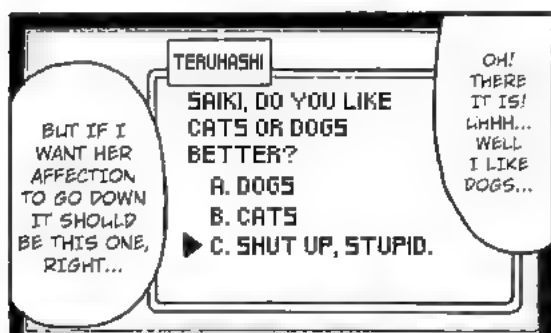 OH!
THERE
IT IS!
UHHH...
WELL
I LIKE
DOGS...
TERUHASHI
SAIKI, DO YOU LIKE
CATS OR DOGS
BETTER?
A. DOGS
B. CATS
▶ C. SHUT UP, STUPID.
BUT IF I
WANT HER
AFFECTION
TO GO DOWN
IT SHOULD
BE THIS ONE,
RIGHT...